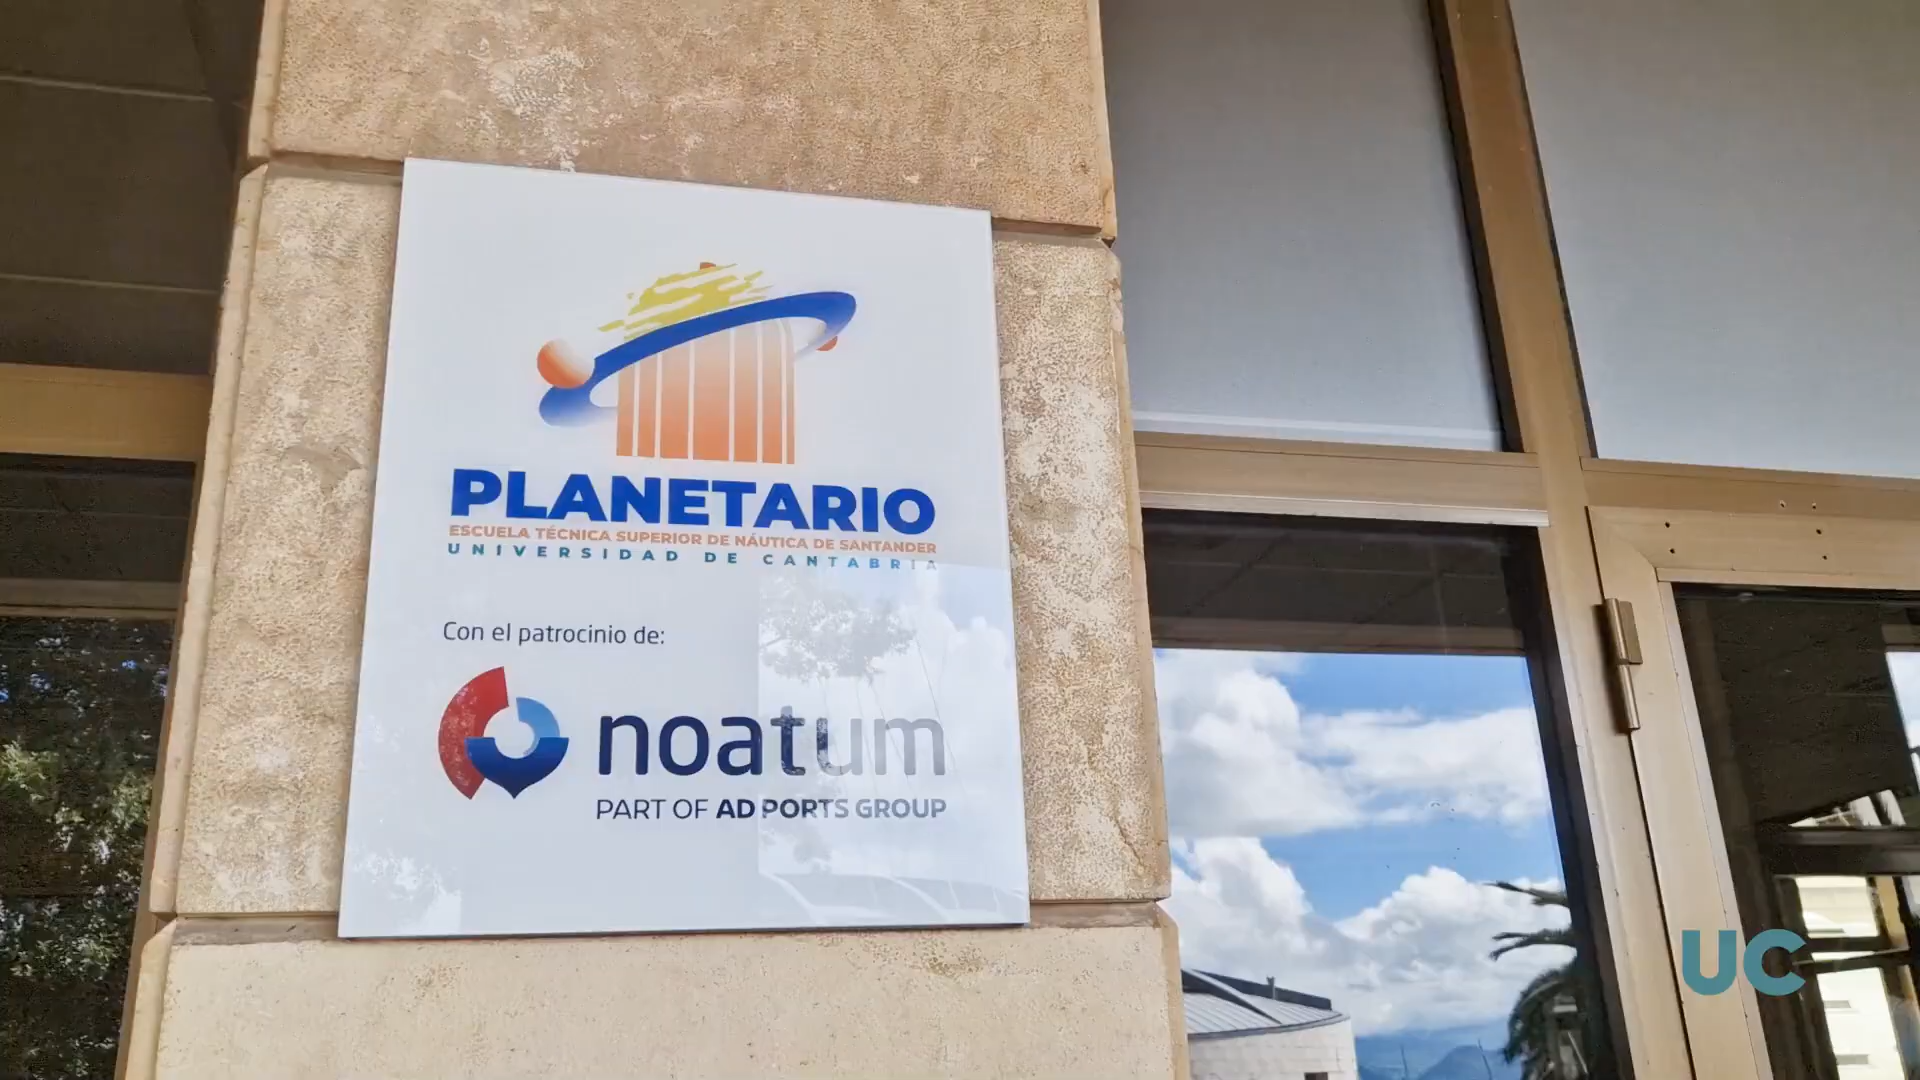 PLANETARIO
ESCUELA TÉCNICA SUPERIOR DE NÁUTICA DE SANTANDER
UNIVERSIDAD DE CANTABRIA
Con el patrocinio de:
noatum
PART OF AD PORTS GROUP
UC